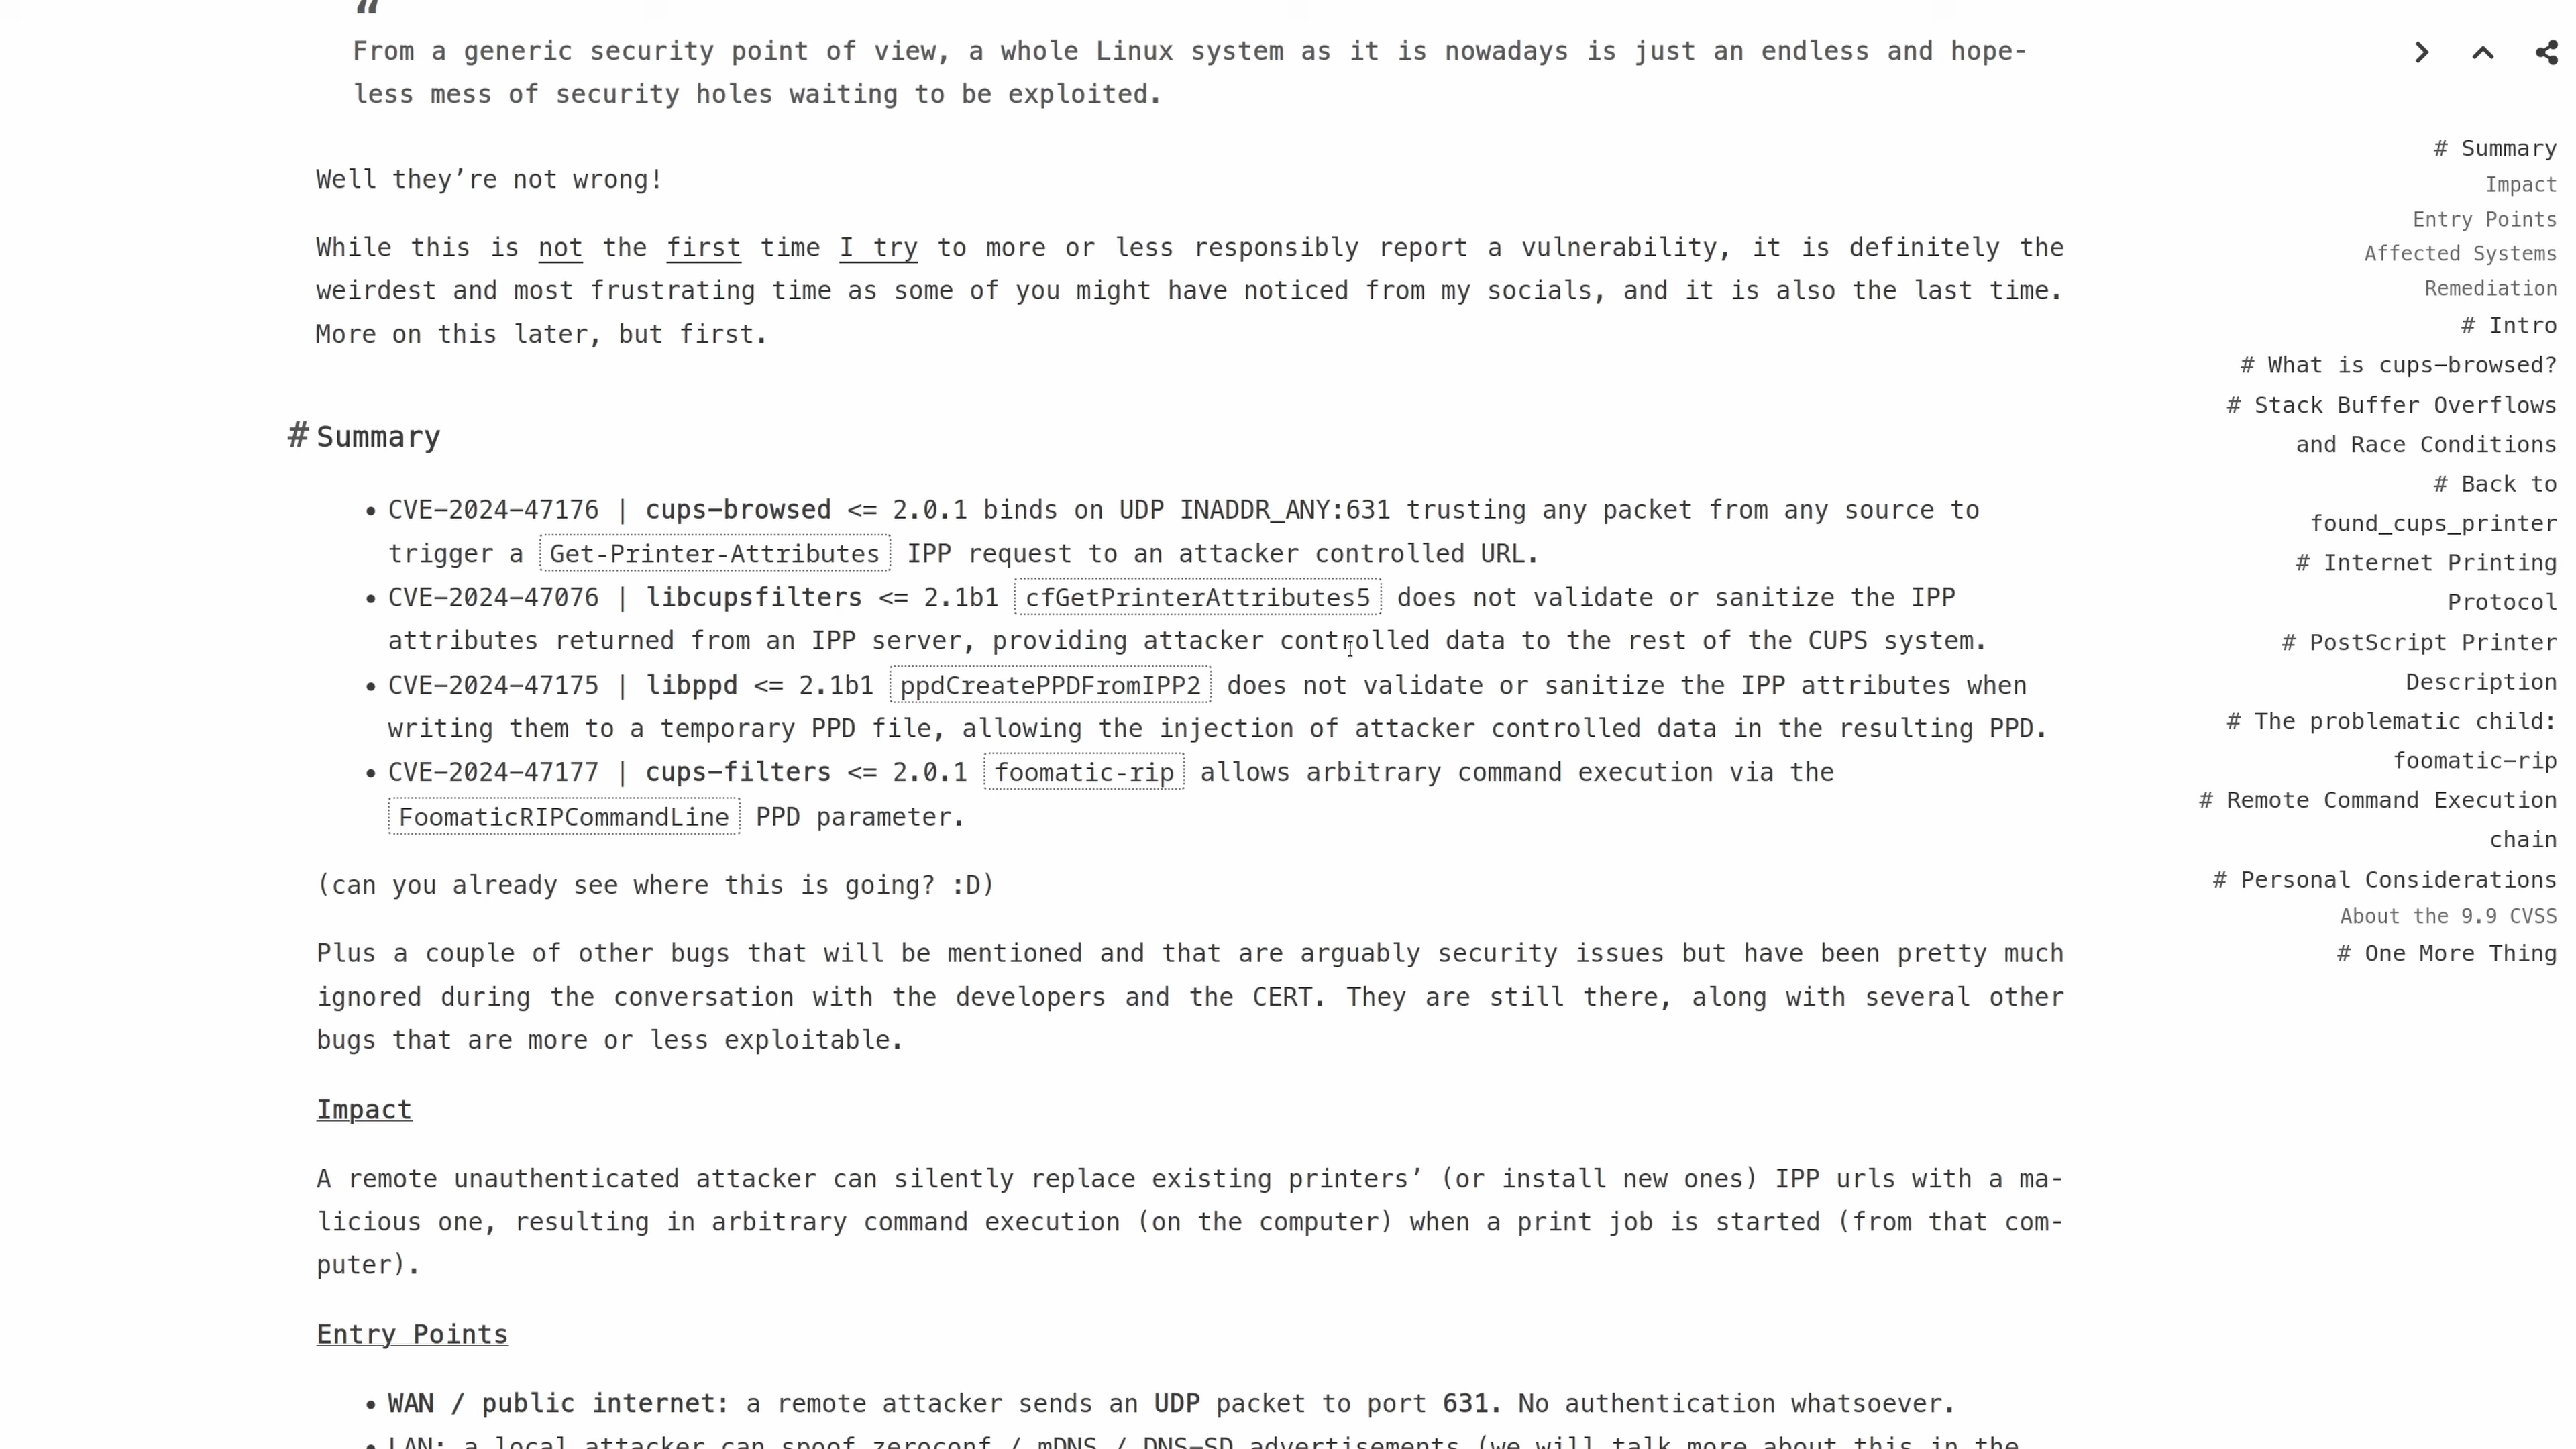 “
From a generic security point of view, a whole Linux system as it is nowadays is just an endless and hope-
less mess of security holes waiting to be exploited.
Well they’re not wrong!
While this is not the first time I try to more or less responsibly report a vulnerability, it is definitely the
weirdest and most frustrating time as some of you might have noticed from my socials, and it is also the last time.
More on this later, but first.
# Summary
• CVE-2024-47176 | cups-browsed <= 2.0.1 binds on UDP INADDR_ANY:631 trusting any packet from any source to
trigger a Get-Printer-Attributes IPP request to an attacker controlled URL.
• CVE-2024-47076 | libcupsfilters <= 2.1b1 cfGetPrinterAttributes5 does not validate or sanitize the IPP
attributes returned from an IPP server, providing attacker controlled data to the rest of the CUPS system.
• CVE-2024-47175 | libppd <= 2.1b1 ppdCreatePPDFromIPP2 does not validate or sanitize the IPP attributes when
writing them to a temporary PPD file, allowing the injection of attacker controlled data in the resulting PPD.
• CVE-2024-47177 | cups-filters <= 2.0.1 foomatic-rip allows arbitrary command execution via the
FoomaticRIPCommandLine PPD parameter.
(can you already see where this is going? :D)
Plus a couple of other bugs that will be mentioned and that are arguably security issues but have been pretty much
ignored during the conversation with the developers and the CERT. They are still there, along with several other
bugs that are more or less exploitable.
Impact
A remote unauthenticated attacker can silently replace existing printers’ (or install new ones) IPP urls with a ma-
licious one, resulting in arbitrary command execution (on the computer) when a print job is started (from that com-
puter).
Entry Points
• WAN / public internet: a remote attacker sends an UDP packet to port 631. No authentication whatsoever.
• LAN: a local attacker can spoof zeroconf / mDNS / DNS-SD advertisements (we will talk more about this in the
# Summary
Impact
Entry Points
Affected Systems
Remediation
# Intro
# What is cups-browsed?
# Stack Buffer Overflows
and Race Conditions
# Back to
found_cups_printer
# Internet Printing
Protocol
# PostScript Printer
Description
# The problematic child:
foomatic-rip
# Remote Command Execution
chain
# Personal Considerations
About the 9.9 CVSS
# One More Thing